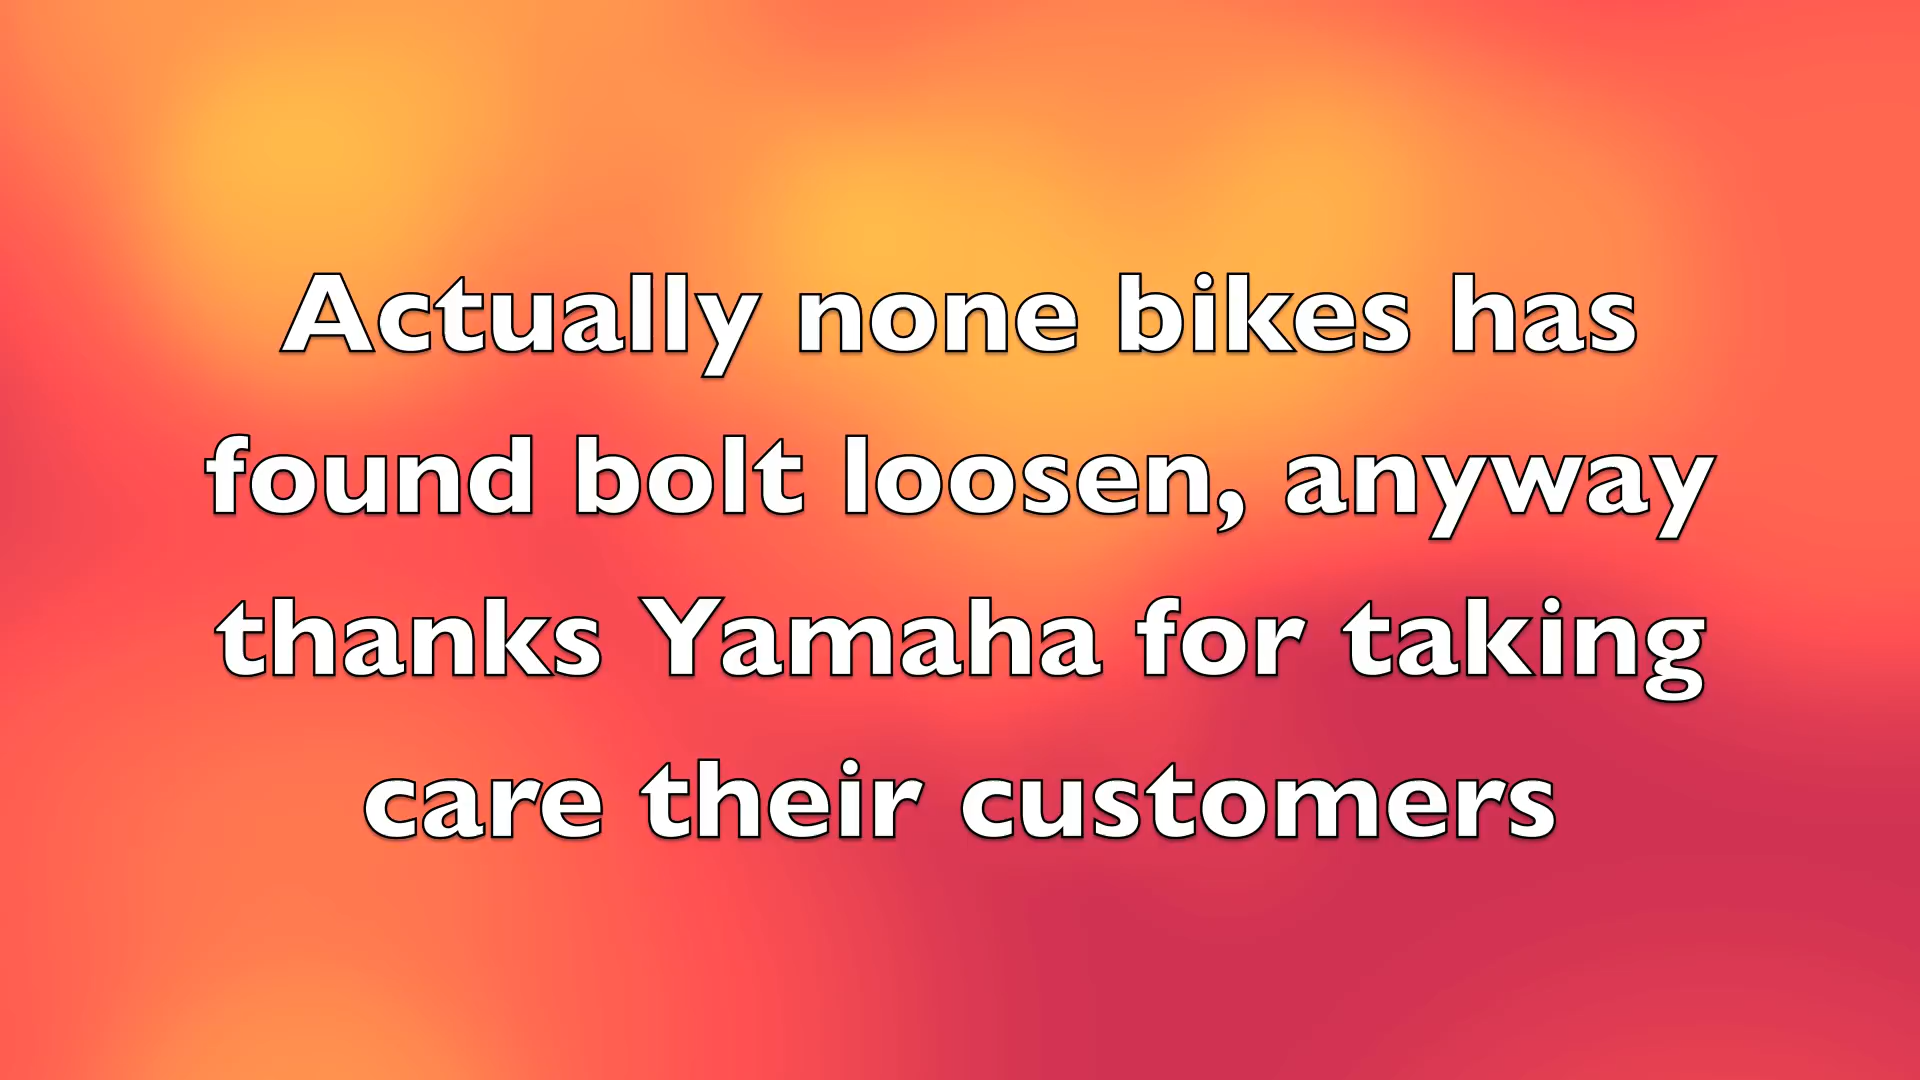 Actually none bikes has
found bolt loosen, anyway
thanks Yamaha for taking
care their customers